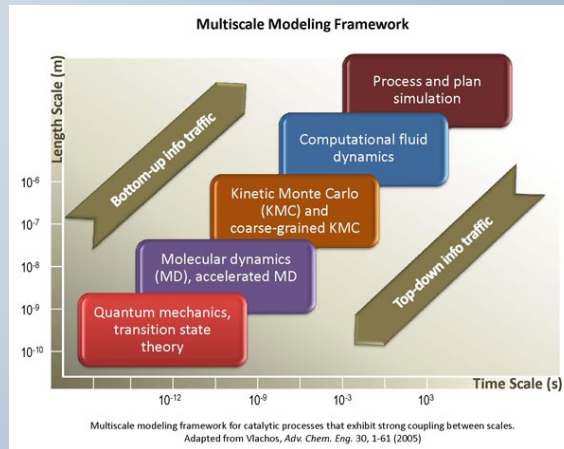 Multiscale Modeling Framework
Length Scale (m)
Process and plan
simulation
Bottom-up info traffic
Computational fluid
dynamics
10-6
Kinetic Monte Carlo
(KMC) and
coarse-grained KMC
10-7
Molecular dynamics
(MD), accelerated MD
10-8
Top-down info traffic
10-9
Quantum mechanics,
transition state
theory
10-10
Time Scale (s)
10-12
10-9
10-6
10-3
103
Multiscale modeling framework for catalytic processes that exhibit strong coupling between scales.
Adapted from Vlachos, Adv. Chem. Eng. 30, 1-61 (2005)